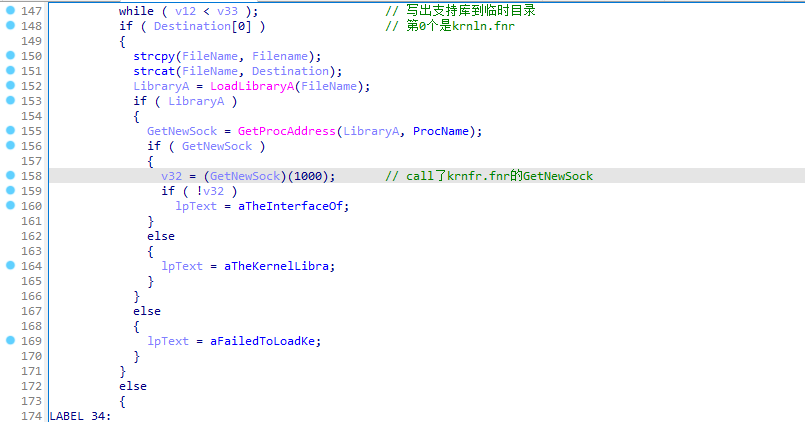 147 while ( v12 < v33 ); // 写出支持库到临时目录
148 if ( Destination[0] ) // 第0个是krnln.fnr
149 {
150 strcpy(FileName, Filename);
151 strcat(FileName, Destination);
152 LibraryA = LoadLibraryA(FileName);
153 if ( LibraryA )
154 {
155 GetNewSock = GetProcAddress(LibraryA, ProcName);
156 if ( GetNewSock )
157 {
158 v32 = (GetNewSock)(1000); // call了krnfr.fnr的GetNewSock
159 if ( !v32 )
160 lpText = aTheInterfaceOf;
161 }
162 else
163 {
164 lpText = aTheKernelLibra;
165 }
166 }
167 else
168 {
169 lpText = aFailedToLoadKe;
170 }
171 }
172 else
173 {
174 LABEL 34: